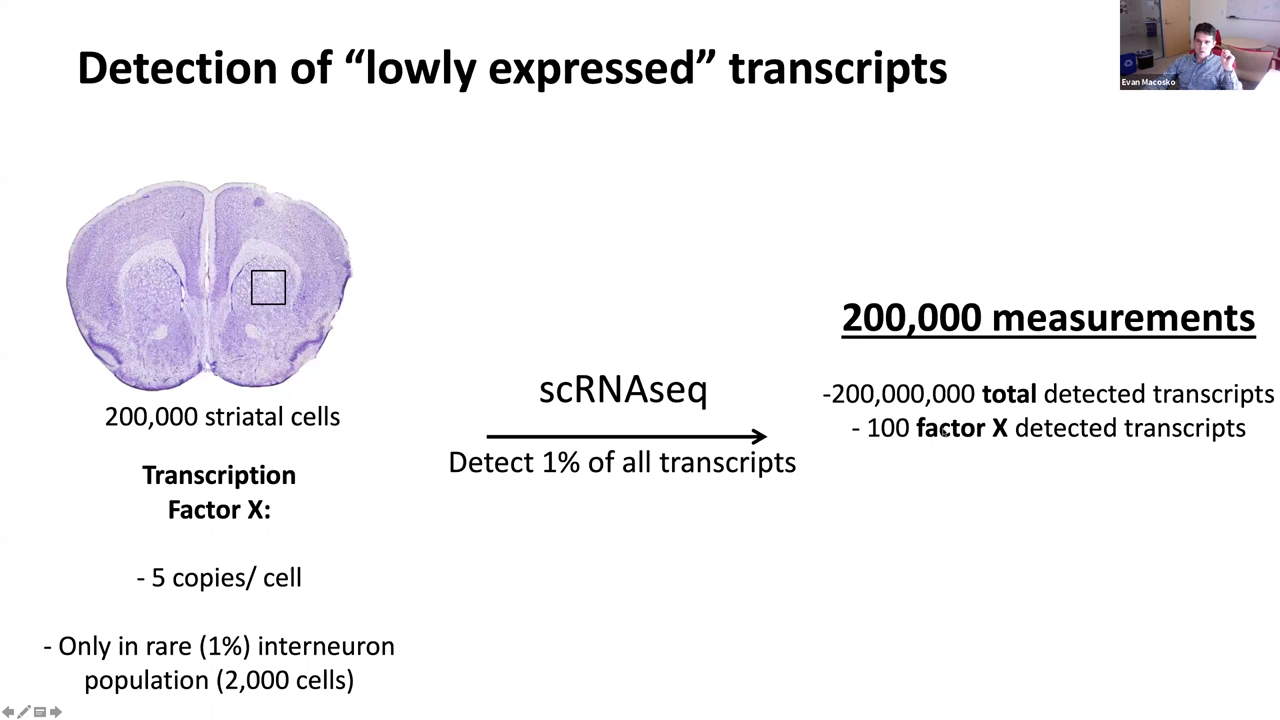 Detection of “lowly expressed” transcripts
Evan Macosko
200,000 striatal cells
Transcription
Factor X:
- 5 copies/ cell
- Only in rare (1%) interneuron
population (2,000 cells)
scRNAseq
Detect 1% of all transcripts
200,000 measurements
-200,000,000 total detected transcripts
- 100 factor X detected transcripts